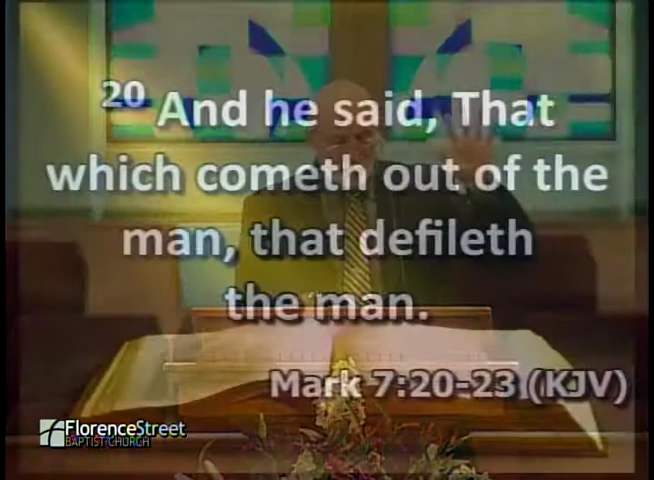 20 And he said, That
which cometh out of the
man, that defileth
the man.
Mark 7:20-23 (KJV)
FlorenceStreet
BAPTIST CHURCH